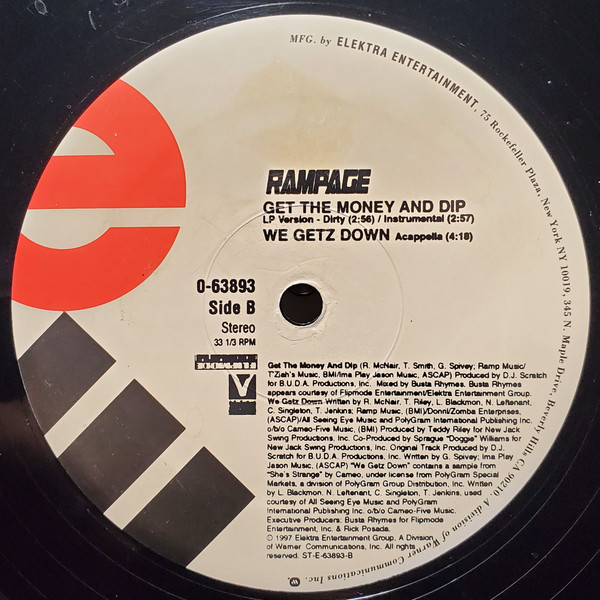 MFG. by ELEKTRA ENTERTAINMENT, 75 Rockefeller Plaza, New York NY 10019, 345 N. Maple Drive, Beverly Hills CA 90210. A division of Warner Communications Inc.
RAMPAGE
GET THE MONEY AND DIP
LP Version - Dirty (2:56) / Instrumental (2:57)
WE GETZ DOWN Acappella (4:18)
0-63893
Side B
Stereo
33 1/3 RPM
Get The Money And Dip (R. McNair, T. Smith, G. Spivey; Ramp Music/
T'Ziah's Music, BMI/Ima Play Jason Music, ASCAP) Produced by D.J. Scratch
for B.U.D.A. Productions, Inc. Mixed by Busta Rhymes. Busta Rhymes
appears courtesy of Flipmode Entertainment/Elektra Entertainment Group.
We Getz Down Written by R. McNair, T. Riley, L. Blackmon, N. Leftenant,
C. Singleton, T. Jenkins; Ramp Music, (BMI)/Donni/Zomba Enterprises,
(ASCAP)/All Seeing Eye Music and PolyGram International Publishing Inc.
o/b/o Cameo-Five Music, (BMI) Produced by Teddy Riley for New Jack
Swing Productions, Inc. Co-Produced by Sprague "Doggie" Williams for
New Jack Swing Productions, Inc. Original Track Produced by D.J.
Scratch for B.U.D.A. Productions, Inc. Written by G. Spivey; Ima Play
Jason Music, (ASCAP) "We Getz Down" contains a sample from
"She's Strange" by Cameo, under license from PolyGram Special
Markets, a division of PolyGram Group Distribution, Inc. Written
by L. Blackmon, N. Leftenant, C. Singleton, T. Jenkins, used
courtesy of All Seeing Eye Music and PolyGram
International Publishing Inc. o/b/o Cameo-Five Music.
Executive Producers: Busta Rhymes for Flipmode
Entertainment, Inc. & Rick Posada.
© 1997 Elektra Entertainment Group, A Division
of Warner Communications, Inc. All rights
reserved. ST-E-63893-B